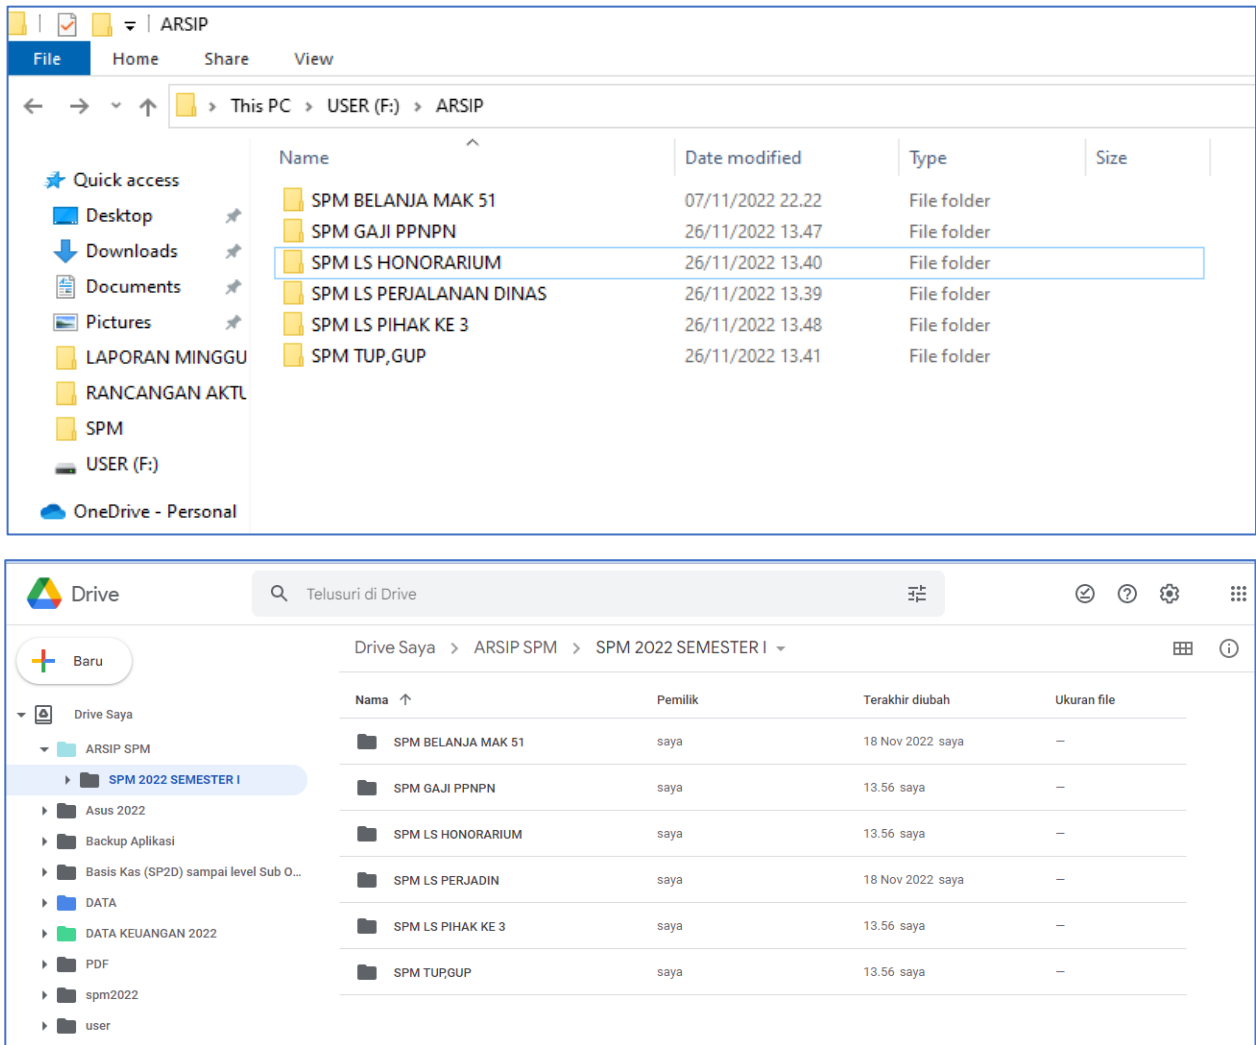 ARSIP
File Home Share View
This PC > USER (F:) > ARSIP
Name Date modified Type Size
Quick access
Desktop
Downloads
Documents
Pictures
LAPORAN MINGGU
RANCANGAN AKTU
SPM
USER (F:)
OneDrive - Personal
SPM BELANJA MAK 51 07/11/2022 22.22 File folder
SPM GAJI PPNPN 26/11/2022 13.47 File folder
SPM LS HONORARIUM 26/11/2022 13.40 File folder
SPM LS PERJALANAN DINAS 26/11/2022 13.39 File folder
SPM LS PIHAK KE 3 26/11/2022 13.48 File folder
SPM TUP,GUP 26/11/2022 13.41 File folder
Drive Telusuri di Drive
Baru
Drive Saya
ARSIP SPM
SPM 2022 SEMESTER I
Asus 2022
Backup Aplikasi
Basis Kas (SP2D) sampai level Sub O...
DATA
DATA KEUANGAN 2022
PDF
spm2022
user
Drive Saya > ARSIP SPM > SPM 2022 SEMESTER I
Nama Pemilik Terakhir diubah Ukuran file
SPM BELANJA MAK 51 saya 18 Nov 2022 saya —
SPM GAJI PPNPN saya 13.56 saya —
SPM LS HONORARIUM saya 13.56 saya —
SPM LS PERJADIN saya 18 Nov 2022 saya —
SPM LS PIHAK KE 3 saya 13.56 saya —
SPM TUP,GUP saya 13.56 saya —